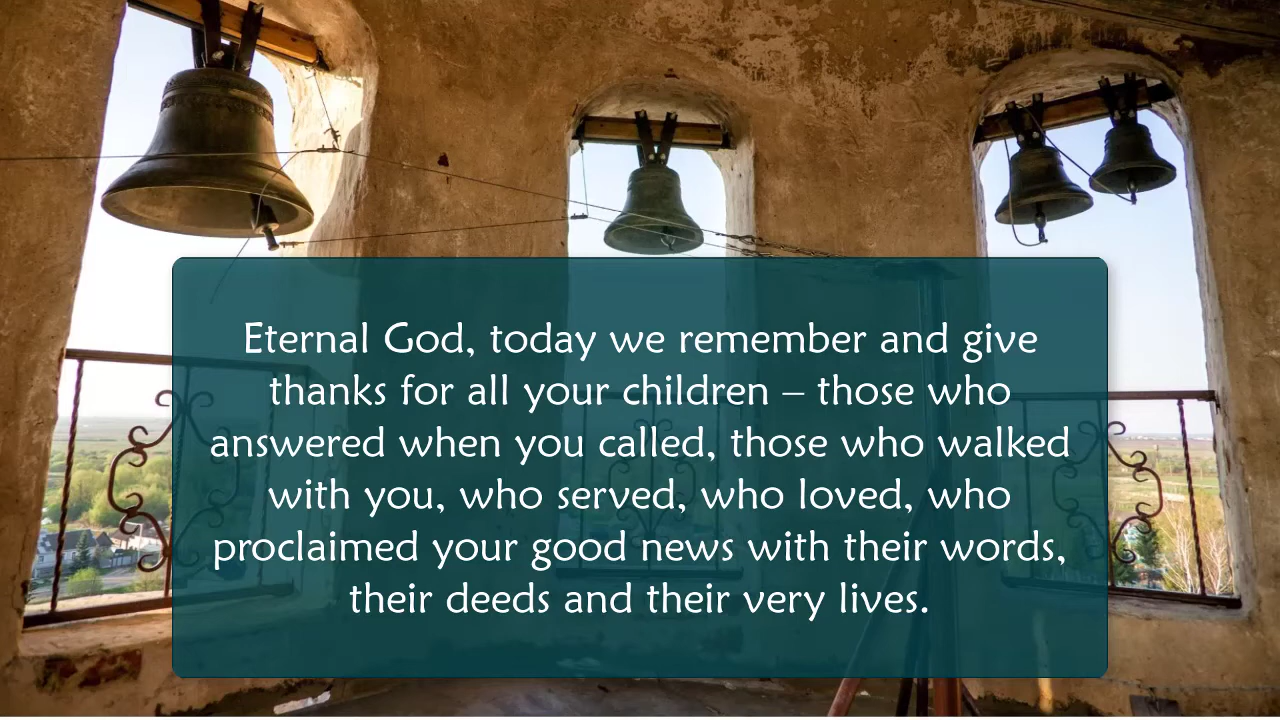 Eternal God, today we remember and give
thanks for all your children – those who
answered when you called, those who walked
with you, who served, who loved, who
proclaimed your good news with their words,
their deeds and their very lives.